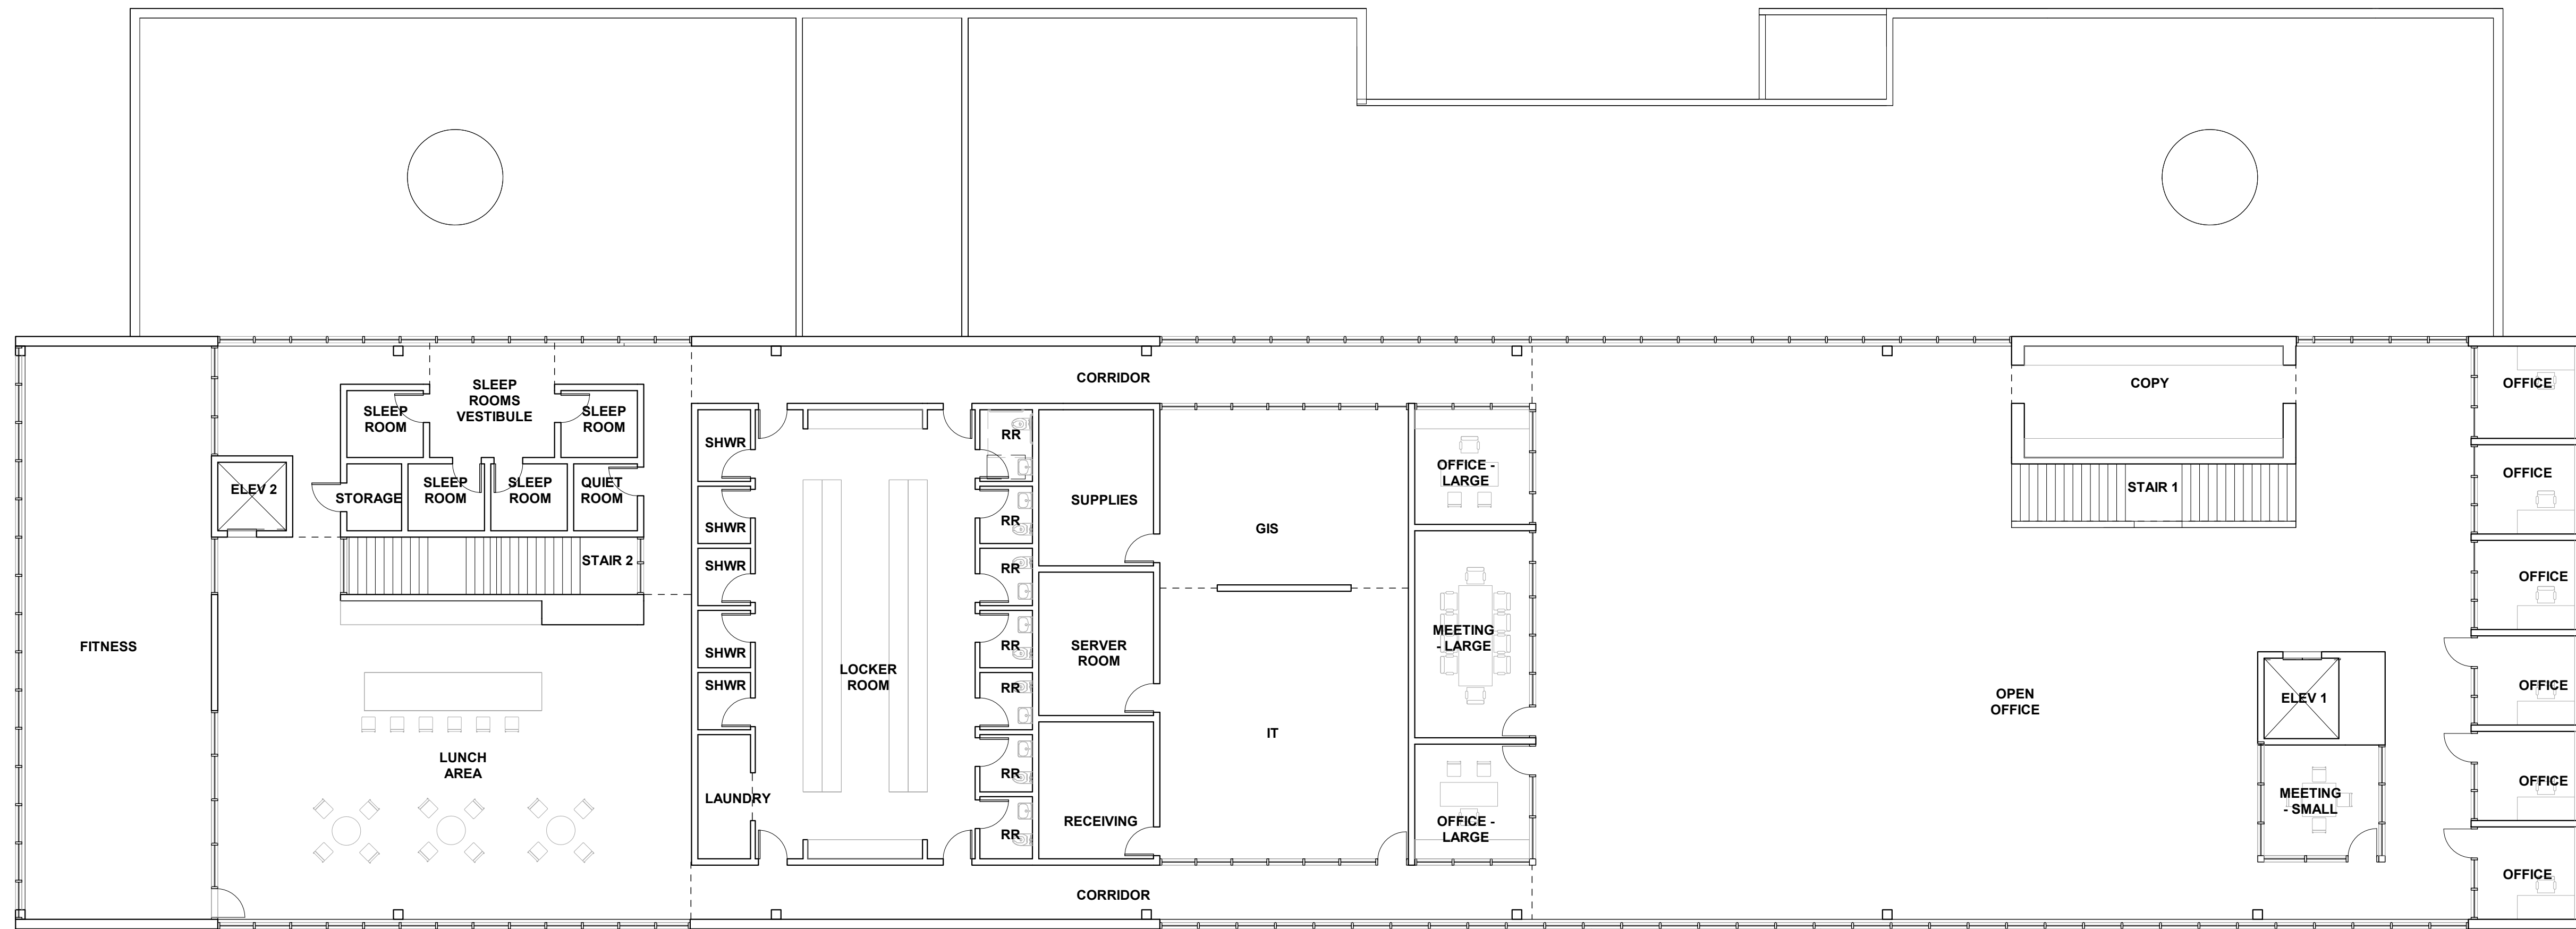 CORRIDOR
SLEEP
ROOMS
VESTIBULE
SLEEP
ROOM
SLEEP
ROOM
COPY
OFFICE
SHWR
RR
ELEV 2
STORAGE
SLEEP
ROOM
SLEEP
ROOM
QUIET
ROOM
SUPPLIES
OFFICE -
LARGE
STAIR 1
OFFICE
SHWR
RR
GIS
STAIR 2
SHWR
RR
OFFICE
FITNESS
SHWR
RR
SERVER
ROOM
MEETING
- LARGE
LOCKER
ROOM
SHWR
RR
OPEN
OFFICE
ELEV 1
OFFICE
LUNCH
AREA
IT
RR
LAUNDRY
MEETING
- SMALL
OFFICE
RECEIVING
RR
OFFICE -
LARGE
OFFICE
CORRIDOR